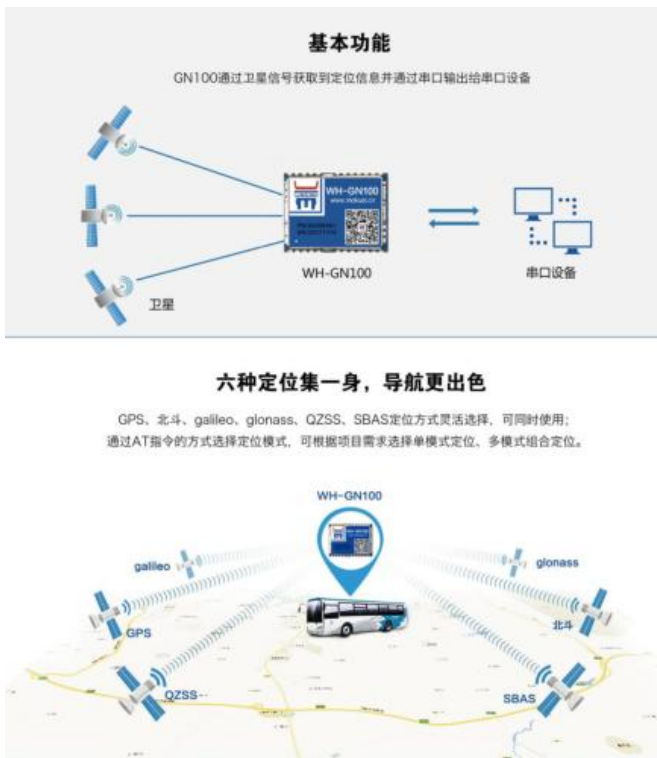 基本功能
GN100通过卫星信号获取到定位信息并通过串口输出给串口设备
WH-GN100
WH-GN100
串口设备
卫星
六种定位集一身，导航更出色
GPS、北斗、galileo、glonass、QZSS、SBAS定位方式灵活选择，可同时使用；
通过AT指令的方式选择定位模式，可根据项目需求选择单模式定位、多模式组合定位。
WH-GN100
galileo
glonass
GPS
北斗
QZSS
SBAS